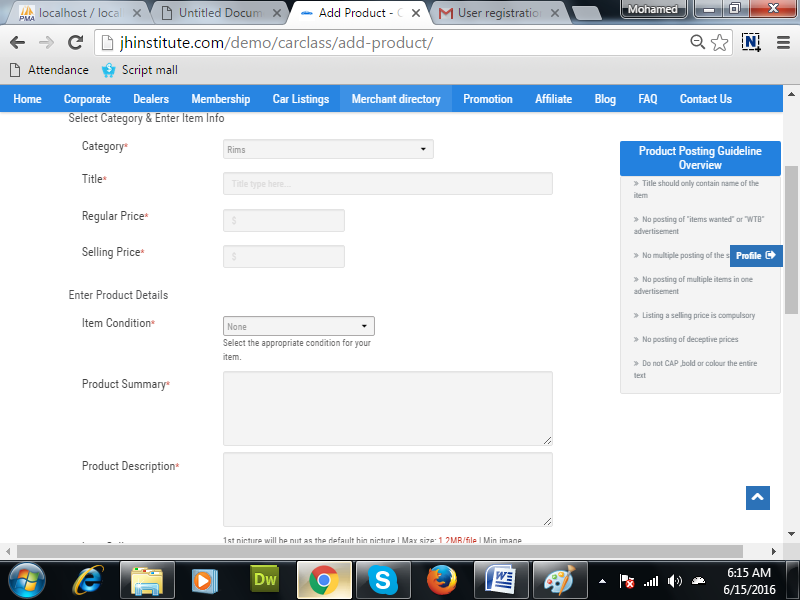 localhost / local
Untitled Docum
Add Product - C
User registratio
Mohamed
jhinstitute.com/demo/carclass/add-product/
Attendance
Script mall
Home Corporate Dealers Membership Car Listings Merchant directory Promotion Affiliate Blog FAQ Contact Us
Select Category & Enter Item Info
Category*
Rims
Title*
Title type here...
Regular Price*
$
Selling Price*
$
Enter Product Details
Item Condition*
None
Select the appropriate condition for your
item.
Product Summary*
Product Description*
1st picture will be put as the default big picture | Max size: 1.2MB/file | Min image
Product Posting Guideline
Overview
» Title should only contain name of the
item
» No posting of "items wanted" or "WTB"
advertisement
» No multiple posting of the s
Profile
» No posting of multiple items in one
advertisement
» Listing a selling price is compulsory
» No posting of deceptive prices
» Do not CAP ,bold or colour the entire
text
6:15 AM
6/15/2016
PMA
N
Dw
S
W